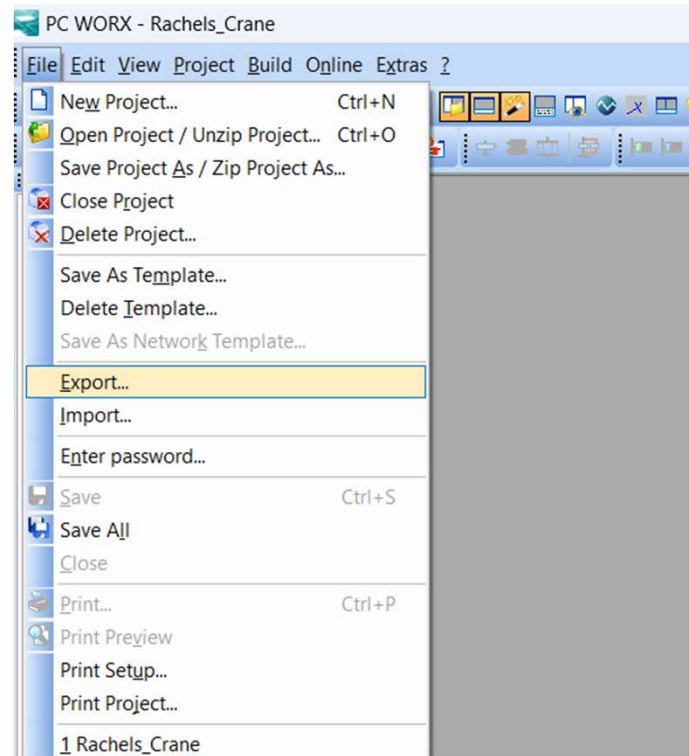 PC WORX - Rachels_Crane
File Edit View Project Build Online Extras ?
New Project... Ctrl+N
Open Project / Unzip Project... Ctrl+O
Save Project As / Zip Project As...
Close Project
Delete Project...
Save As Template...
Delete Template...
Save As Network Template...
Export...
Import...
Enter password...
Save Ctrl+S
Save All
Close
Print... Ctrl+P
Print Preview
Print Setup...
Print Project...
1 Rachels_Crane